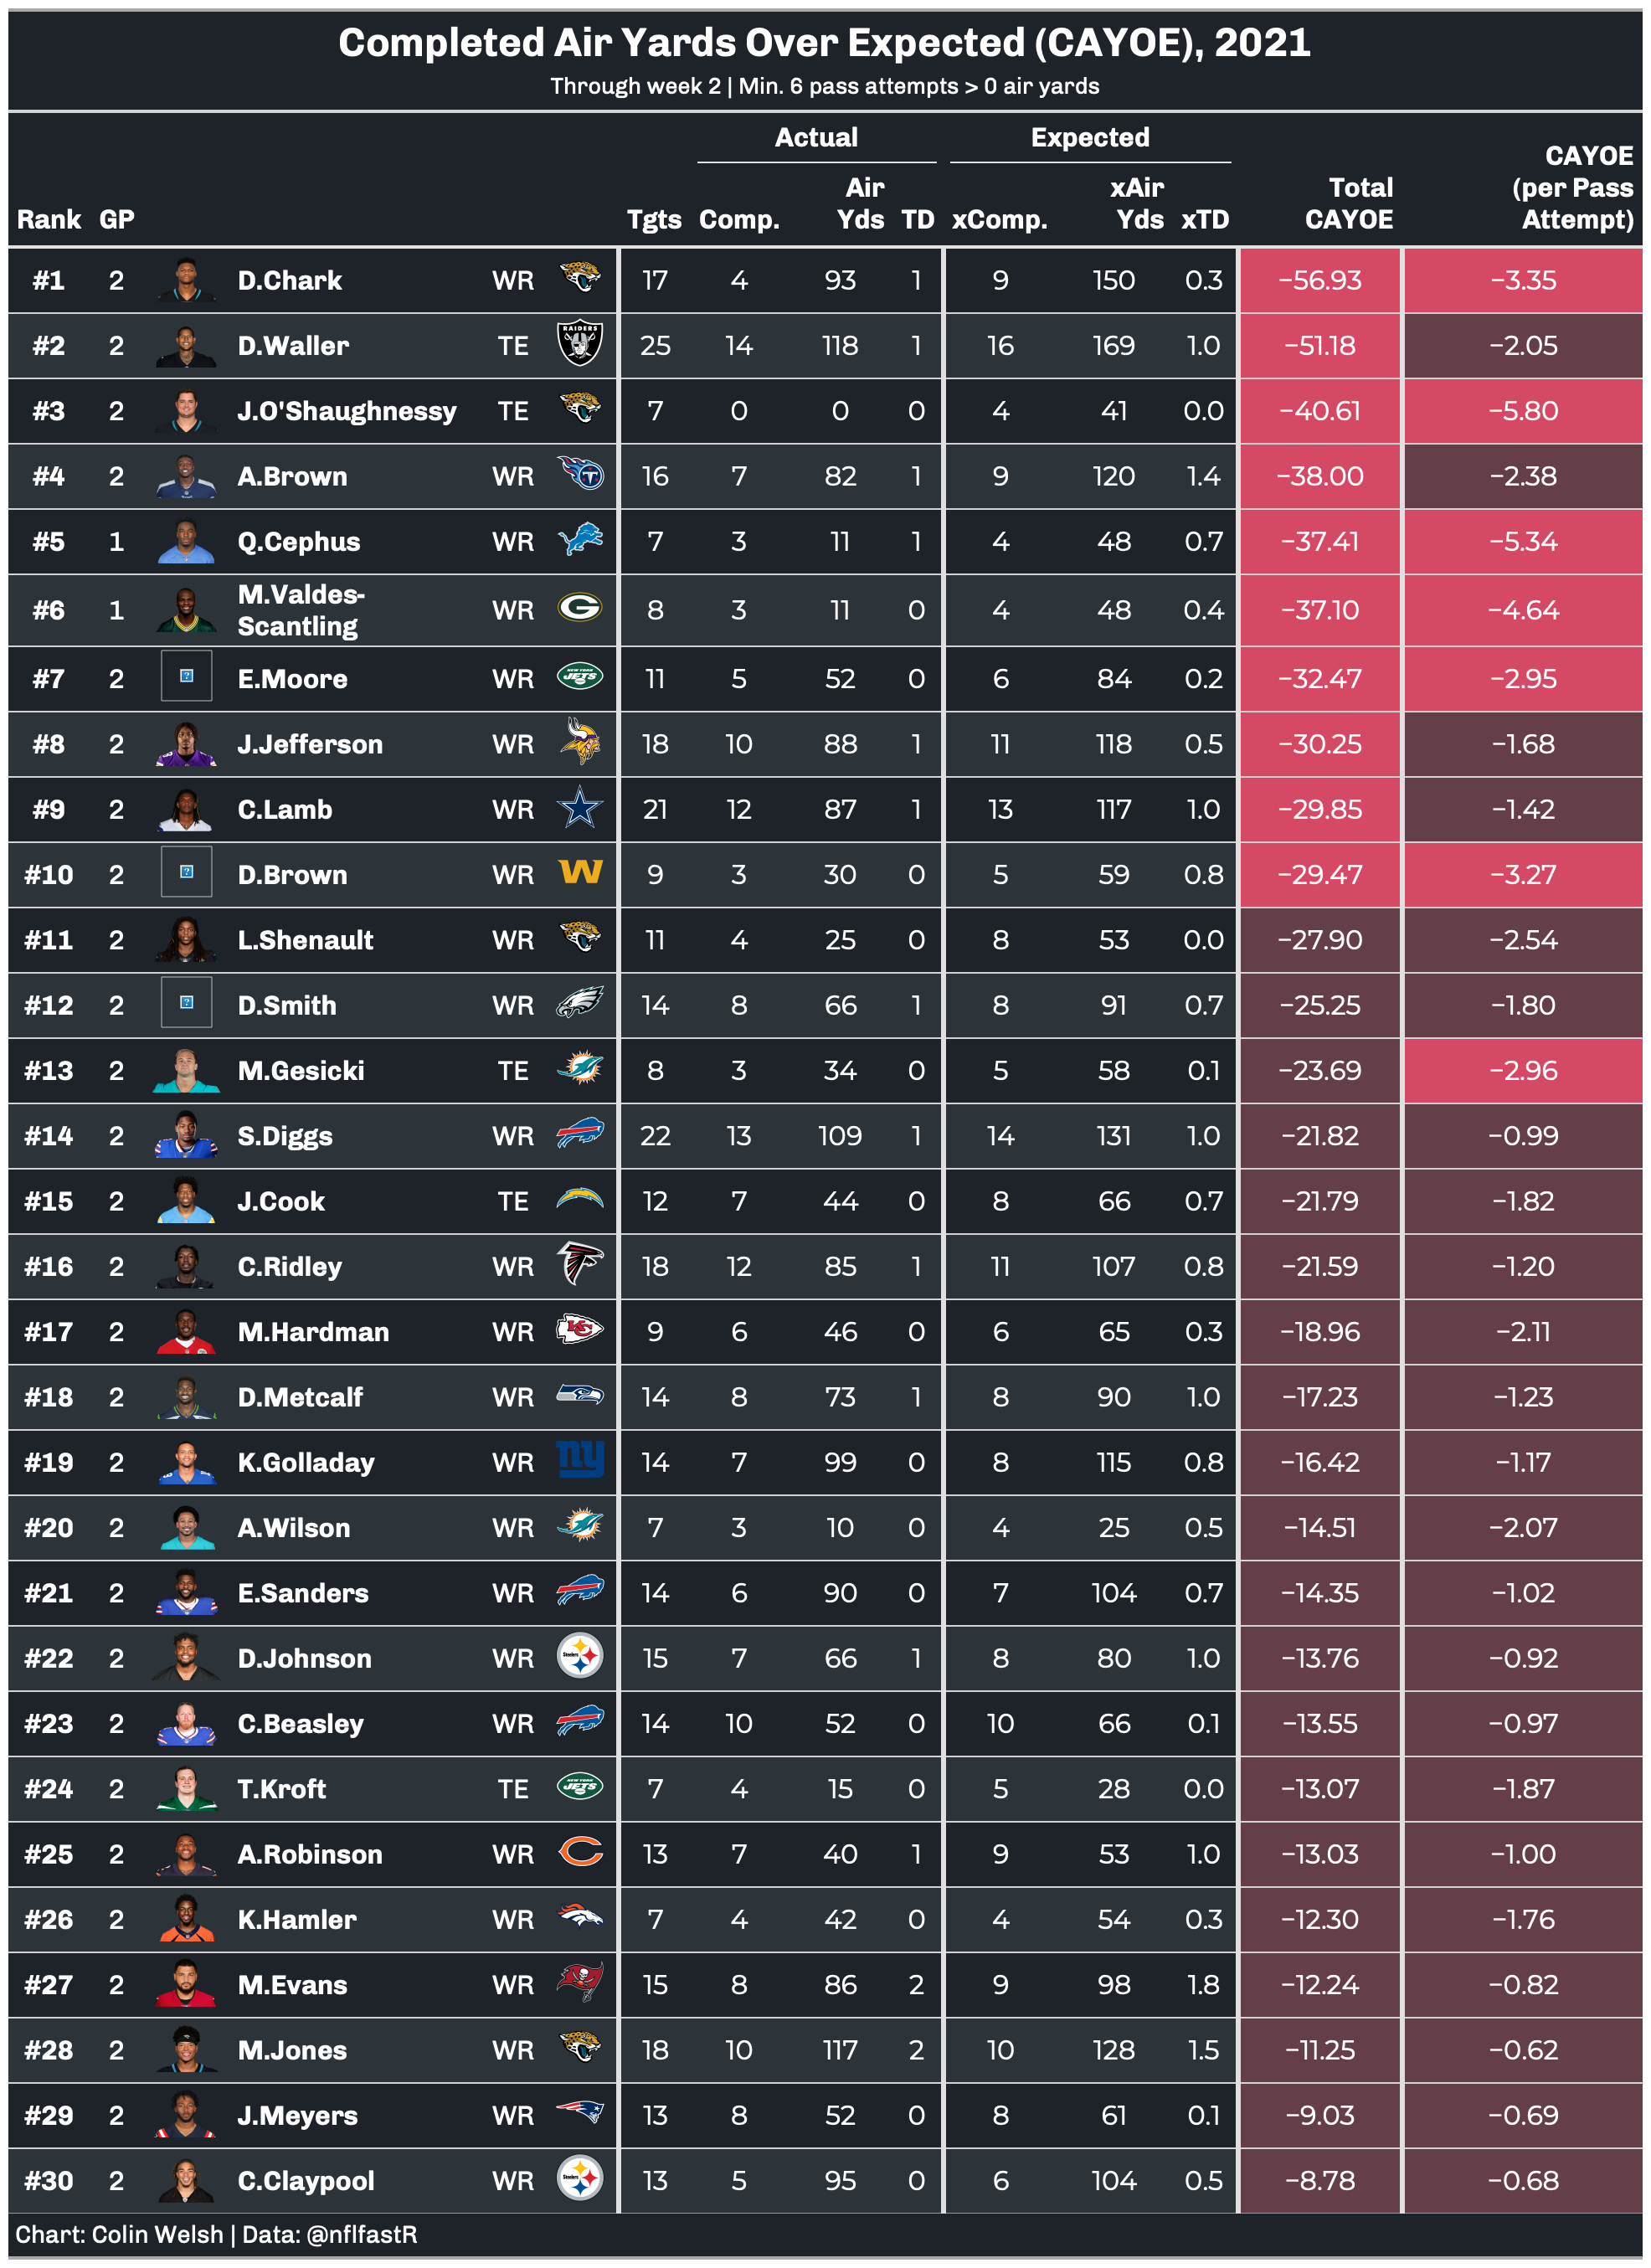 Completed Air Yards Over Expected (CAYOE), 2021
Through week 2 | Min. 6 pass attempts > 0 air yards
Actual Expected
Rank GP Tgts Comp. Air Yds TD xComp. xAir Yds xTD Total CAYOE CAYOE (per Pass Attempt)
#1 2 D.Chark WR 17 4 93 1 9 150 0.3 −56.93 −3.35
#2 2 D.Waller TE RAIDERS 25 14 118 1 16 169 1.0 −51.18 −2.05
#3 2 J.O'Shaughnessy TE 7 0 0 0 4 41 0.0 −40.61 −5.80
#4 2 A.Brown WR T 16 7 82 1 9 120 1.4 −38.00 −2.38
#5 1 Q.Cephus WR 7 3 11 1 4 48 0.7 −37.41 −5.34
#6 1 M.Valdes-
Scantling WR G 8 3 11 0 4 48 0.4 −37.10 −4.64
#7 2 E.Moore WR NEW YORK JETS 11 5 52 0 6 84 0.2 −32.47 −2.95
#8 2 J.Jefferson WR 18 10 88 1 11 118 0.5 −30.25 −1.68
#9 2 C.Lamb WR 21 12 87 1 13 117 1.0 −29.85 −1.42
#10 2 D.Brown WR W 9 3 30 0 5 59 0.8 −29.47 −3.27
#11 2 L.Shenault WR 11 4 25 0 8 53 0.0 −27.90 −2.54
#12 2 D.Smith WR 14 8 66 1 8 91 0.7 −25.25 −1.80
#13 2 M.Gesicki TE 8 3 34 0 5 58 0.1 −23.69 −2.96
#14 2 S.Diggs WR 22 13 109 1 14 131 1.0 −21.82 −0.99
#15 2 J.Cook TE 12 7 44 0 8 66 0.7 −21.79 −1.82
#16 2 C.Ridley WR 18 12 85 1 11 107 0.8 −21.59 −1.20
#17 2 M.Hardman WR KC 9 6 46 0 6 65 0.3 −18.96 −2.11
#18 2 D.Metcalf WR 14 8 73 1 8 90 1.0 −17.23 −1.23
#19 2 K.Golladay WR ny 14 7 99 0 8 115 0.8 −16.42 −1.17
#20 2 A.Wilson WR 7 3 10 0 4 25 0.5 −14.51 −2.07
#21 2 E.Sanders WR 14 6 90 0 7 104 0.7 −14.35 −1.02
#22 2 D.Johnson WR Steelers 15 7 66 1 8 80 1.0 −13.76 −0.92
#23 2 C.Beasley WR 14 10 52 0 10 66 0.1 −13.55 −0.97
#24 2 T.Kroft TE NEW YORK JETS 7 4 15 0 5 28 0.0 −13.07 −1.87
#25 2 A.Robinson WR C 13 7 40 1 9 53 1.0 −13.03 −1.00
#26 2 K.Hamler WR 7 4 42 0 4 54 0.3 −12.30 −1.76
#27 2 M.Evans WR 15 8 86 2 9 98 1.8 −12.24 −0.82
#28 2 M.Jones WR 18 10 117 2 10 128 1.5 −11.25 −0.62
#29 2 J.Meyers WR 13 8 52 0 8 61 0.1 −9.03 −0.69
#30 2 C.Claypool WR Steelers 13 5 95 0 6 104 0.5 −8.78 −0.68
Chart: Colin Welsh | Data: @nflfastR